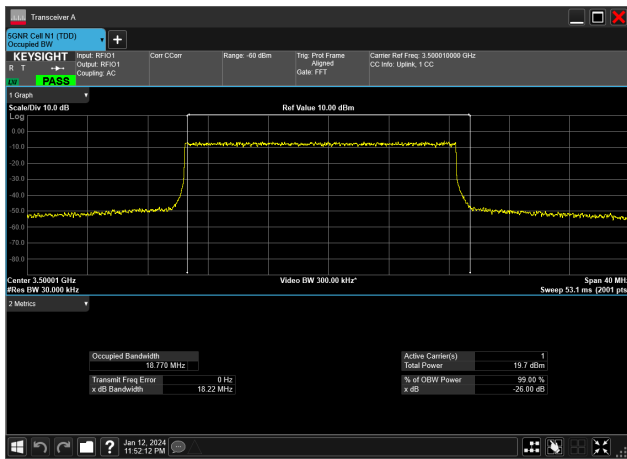 Transceiver A
5GNR Cell N1 (TDD)
Occupied BW
KEYSIGHT
R T
PASS
Input: RFIO1
Output: RFIO1
Coupling: AC
Corr CCorr
Range: -60 dBm
Trig: Prot Frame
Aligned
Gate: FFT
Carrier Ref Freq: 3.500010000 GHz
CC Info: Uplink, 1 CC
1 Graph
Scale/Div 10.0 dB
Ref Value 10.00 dBm
Log
0.00
-10.0
-20.0
-30.0
-40.0
-50.0
-60.0
-70.0
-80.0
Center 3.50001 GHz
Video BW 300.00 kHz*
Span 40 MHz
#Res BW 30.000 kHz
Sweep 53.1 ms (2001 pts
2 Metrics
Occupied Bandwidth
18.770 MHz
Transmit Freq Error 0 Hz
x dB Bandwidth 18.22 MHz
Active Carrier(s) 1
Total Power 19.7 dBm
% of OBW Power 99.00 %
x dB -26.00 dB
Jan 12, 2024
11:52:12 PM